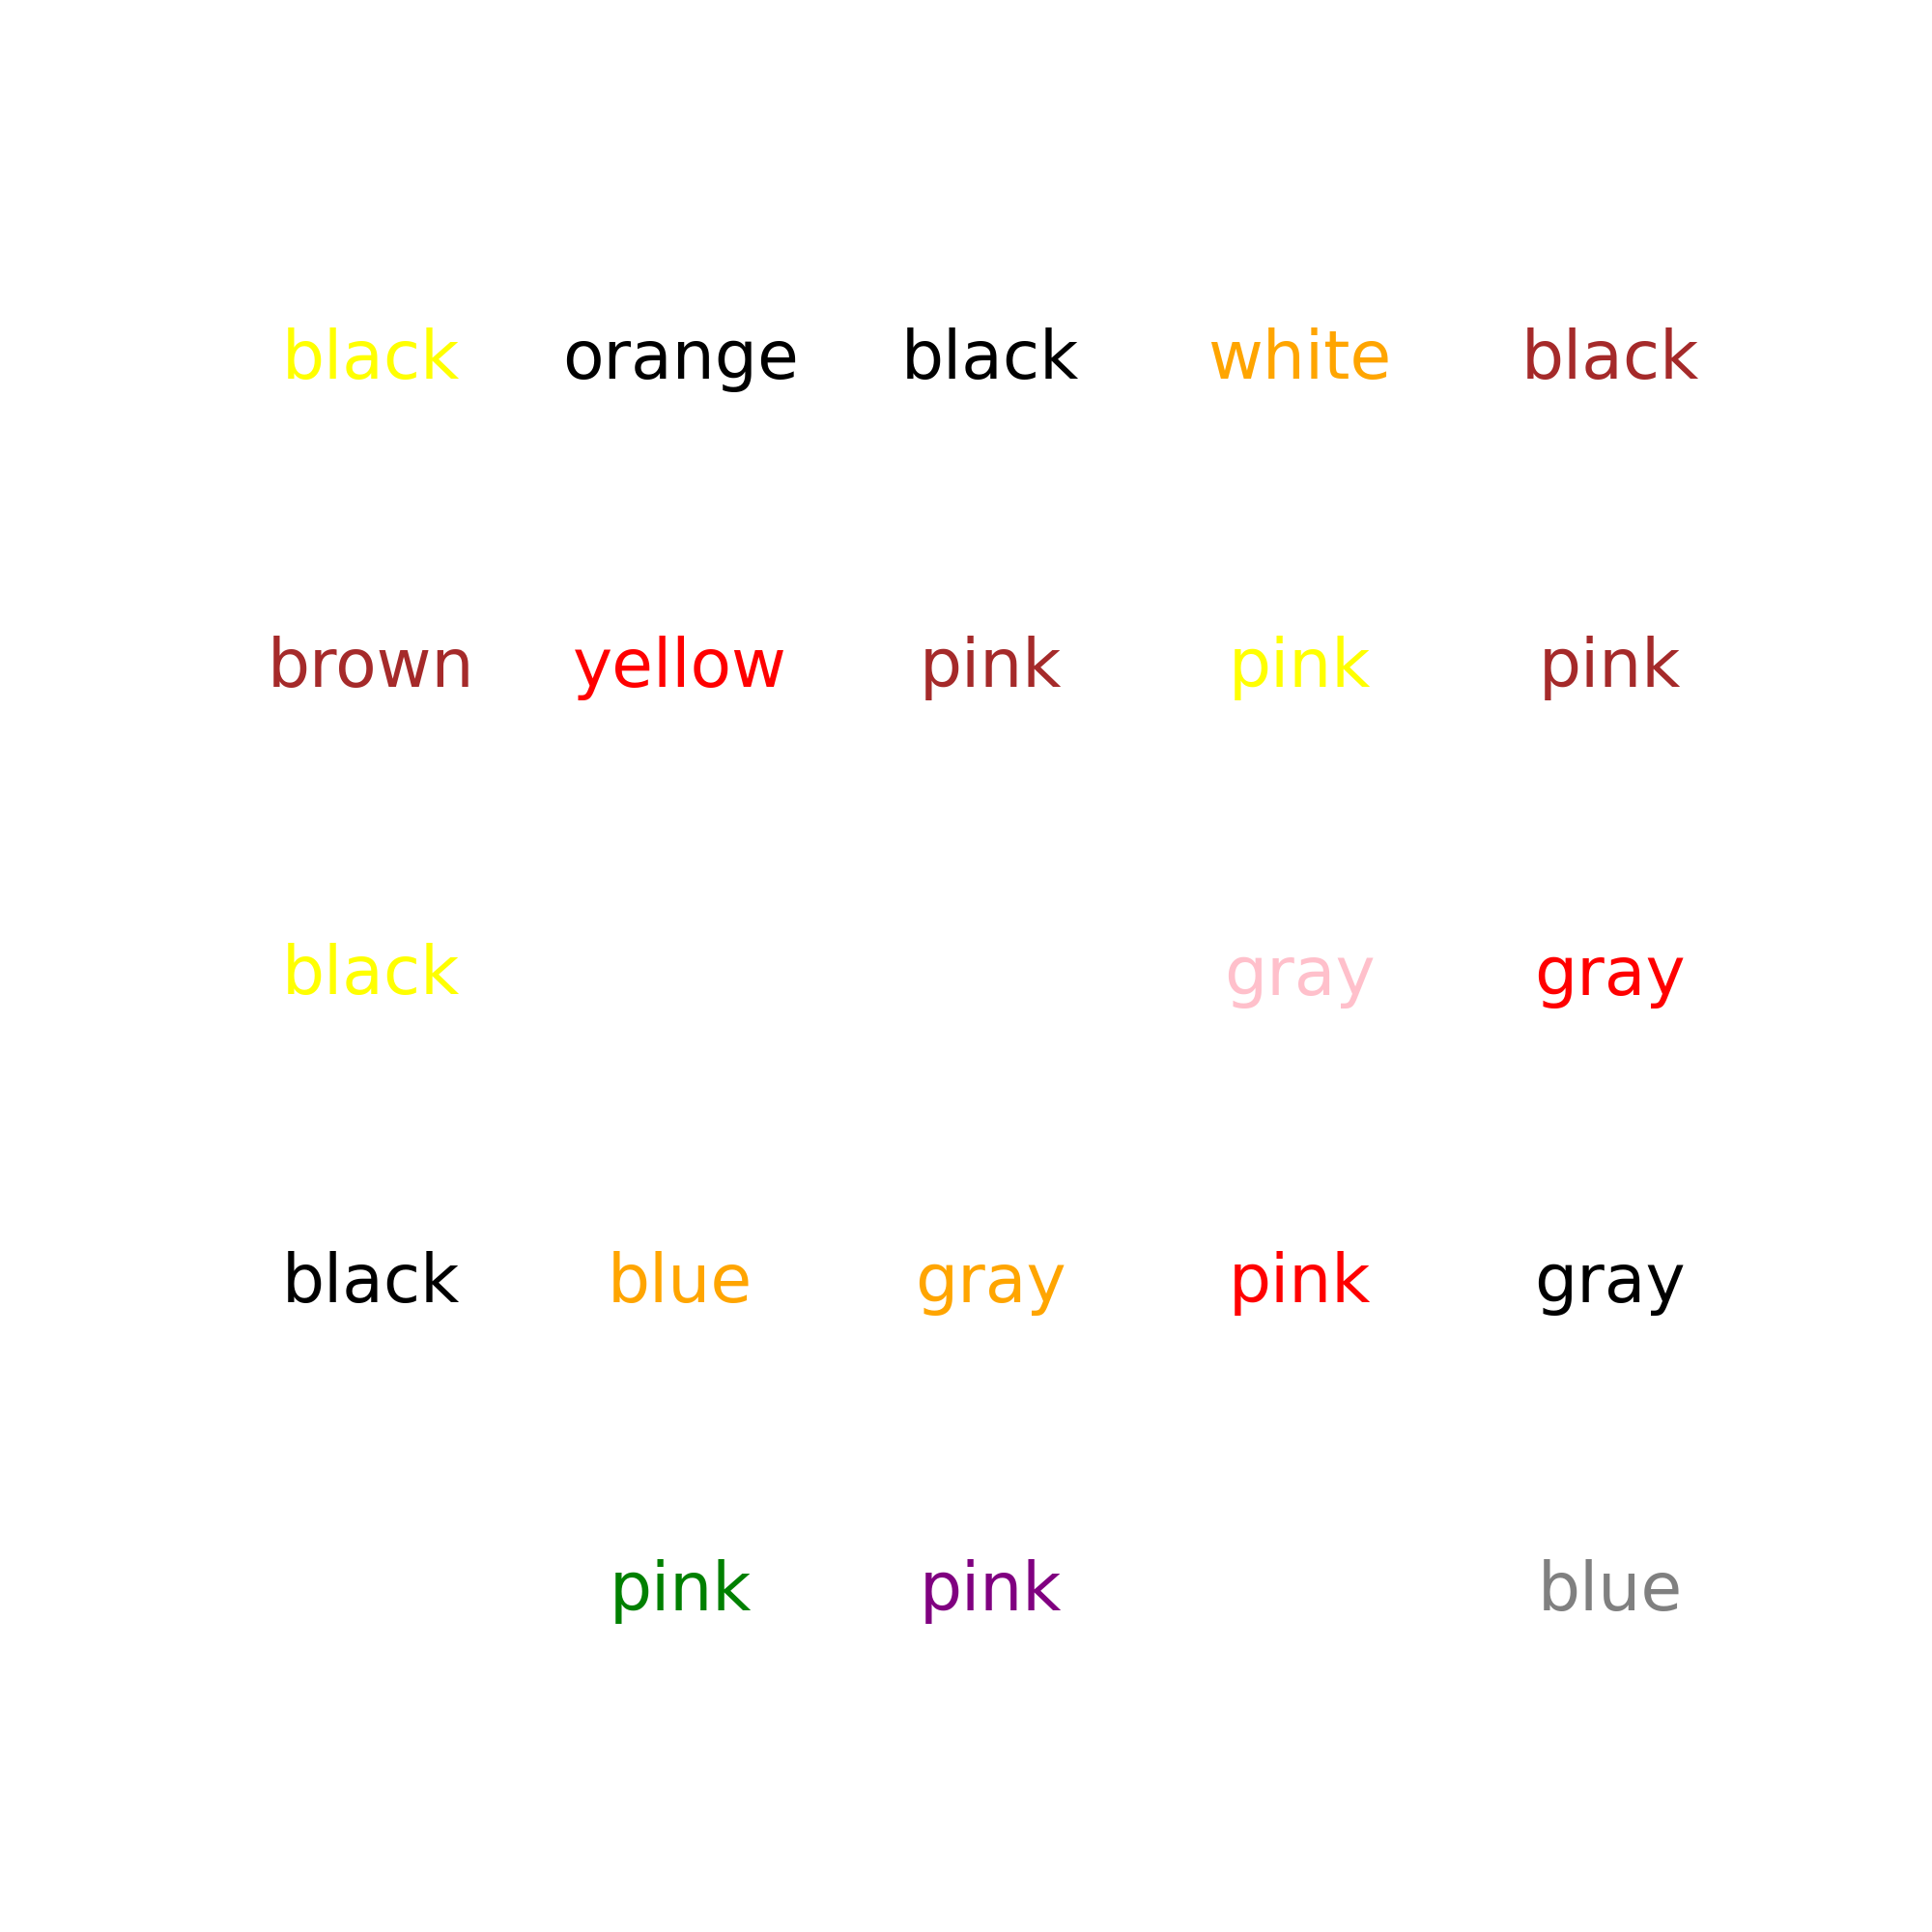 black orange black white black
brown yellow pink pink pink
black gray gray
black blue gray pink gray
pink pink blue